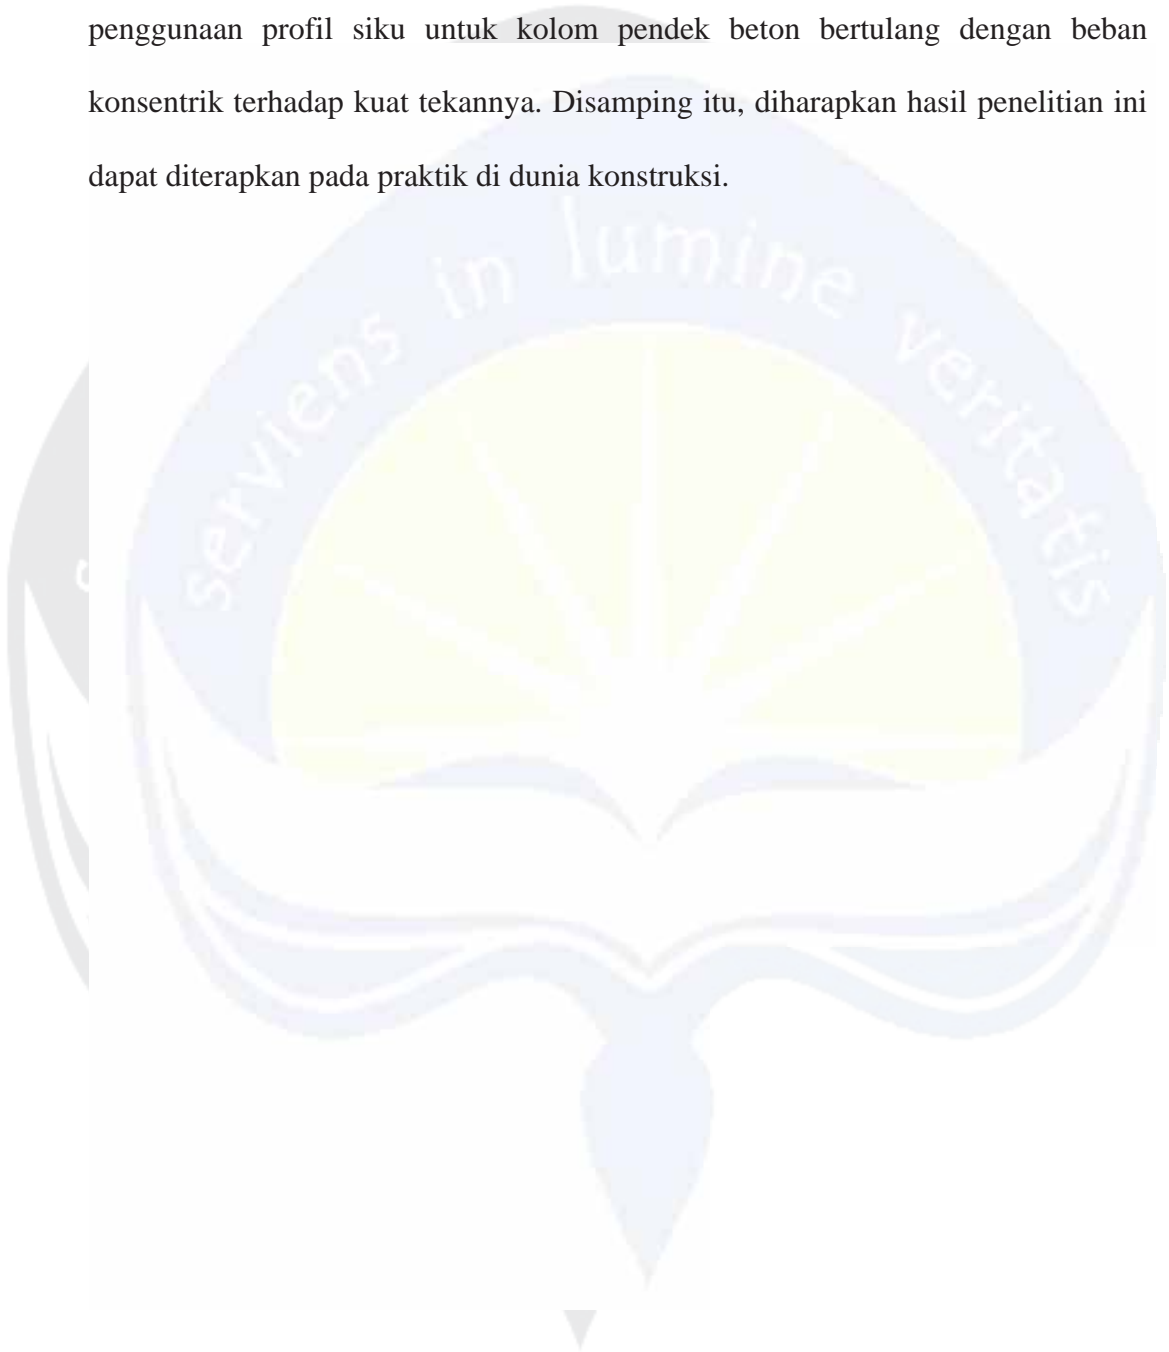 penggunaan profil siku untuk kolom pendek beton bertulang dengan beban
konsentrik terhadap kuat tekannya. Disamping itu, diharapkan hasil penelitian ini
dapat diterapkan pada praktik di dunia konstruksi.
serviens in lumine veritatis